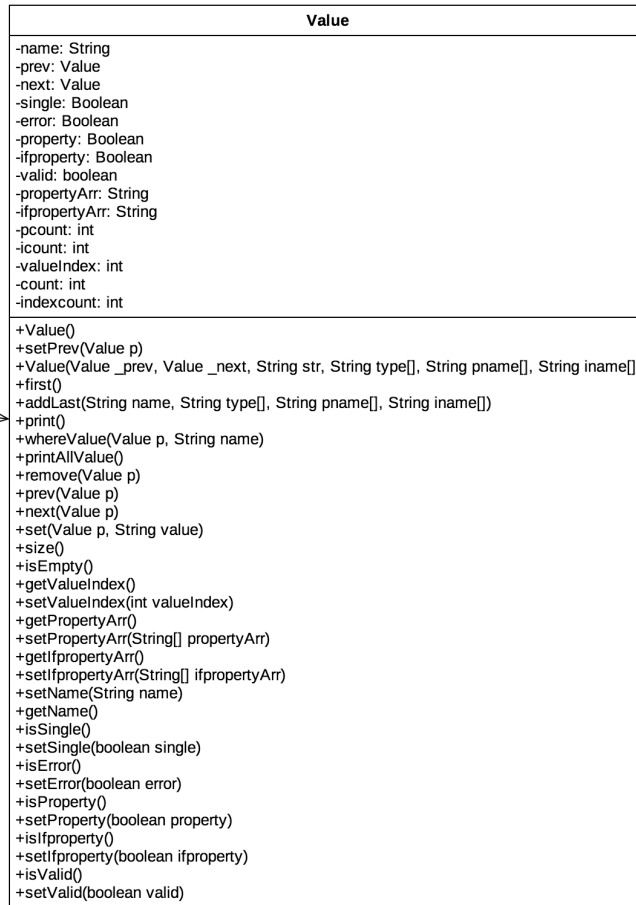 Value
-name: String
-prev: Value
-next: Value
-single: Boolean
-error: Boolean
-property: Boolean
-ifproperty: Boolean
-valid: boolean
-propertyArr: String
-ifpropertyArr: String
-pcount: int
-icount: int
-valueIndex: int
-count: int
-indexcount: int
+Value()
+setPrev(Value p)
+Value(Value _prev, Value _next, String str, String type[], String pname[], String iname[])
+first()
+addLast(String name, String type[], String pname[], String iname[])
+print()
+whereValue(Value p, String name)
+printAllValue()
+remove(Value p)
+prev(Value p)
+next(Value p)
+set(Value p, String value)
+size()
+isEmpty()
+getValueIndex()
+setValueIndex(int valueIndex)
+getPropertyArr()
+setPropertyArr(String[] propertyArr)
+getIfpropertyArr()
+setIfpropertyArr(String[] ifpropertyArr)
+setName(String name)
+getName()
+isSingle()
+setSingle(boolean single)
+isError()
+setError(boolean error)
+isProperty()
+setProperty(boolean property)
+isIfproperty()
+setIfproperty(boolean ifproperty)
+isValid()
+setValid(boolean valid)